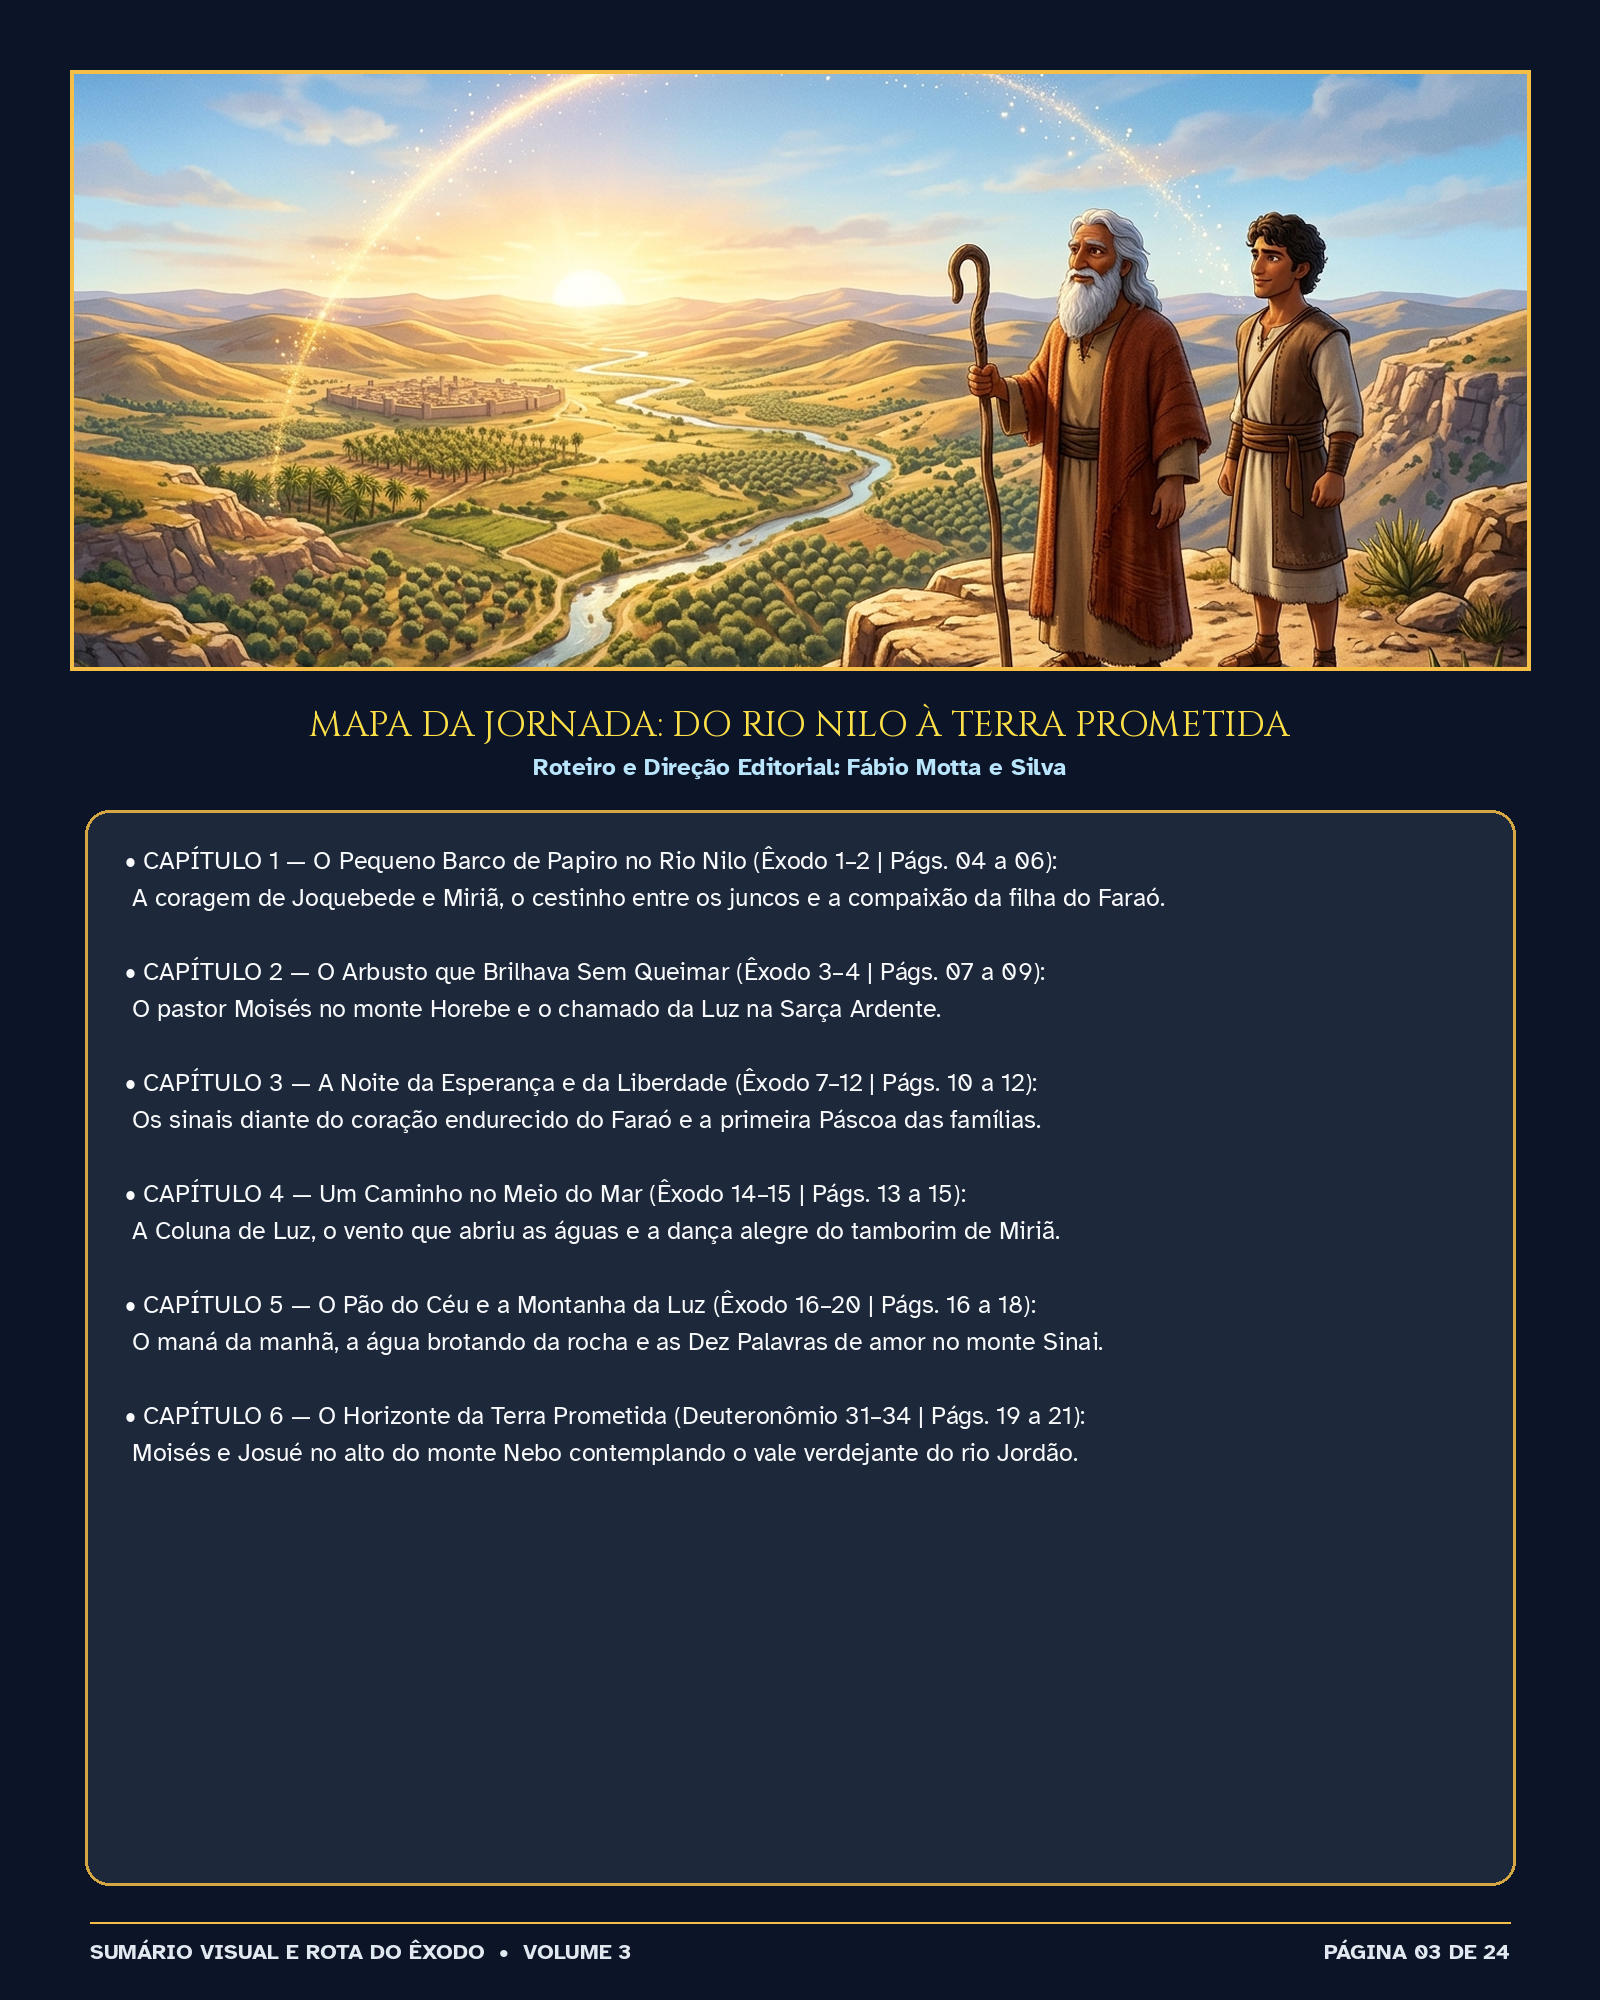 MAPA DA JORNADA: DO RIO NILO À TERRA PROMETIDA
Roteiro e Direção Editorial: Fábio Motta e Silva
• CAPÍTULO 1 — O Pequeno Barco de Papiro no Rio Nilo (Êxodo 1–2 | Págs. 04 a 06):
A coragem de Joquebede e Miriã, o cestinho entre os juncos e a compaixão da filha do Faraó.
• CAPÍTULO 2 — O Arbusto que Brilhava Sem Queimar (Êxodo 3–4 | Págs. 07 a 09):
O pastor Moisés no monte Horebe e o chamado da Luz na Sarça Ardente.
• CAPÍTULO 3 — A Noite da Esperança e da Liberdade (Êxodo 7–12 | Págs. 10 a 12):
Os sinais diante do coração endurecido do Faraó e a primeira Páscoa das famílias.
• CAPÍTULO 4 — Um Caminho no Meio do Mar (Êxodo 14–15 | Págs. 13 a 15):
A Coluna de Luz, o vento que abriu as águas e a dança alegre do tamborim de Miriã.
• CAPÍTULO 5 — O Pão do Céu e a Montanha da Luz (Êxodo 16–20 | Págs. 16 a 18):
O maná da manhã, a água brotando da rocha e as Dez Palavras de amor no monte Sinai.
• CAPÍTULO 6 — O Horizonte da Terra Prometida (Deuteronômio 31–34 | Págs. 19 a 21):
Moisés e Josué no alto do monte Nebo contemplando o vale verdejante do rio Jordão.
SUMÁRIO VISUAL E ROTA DO ÊXODO • VOLUME 3
PÁGINA 03 DE 24